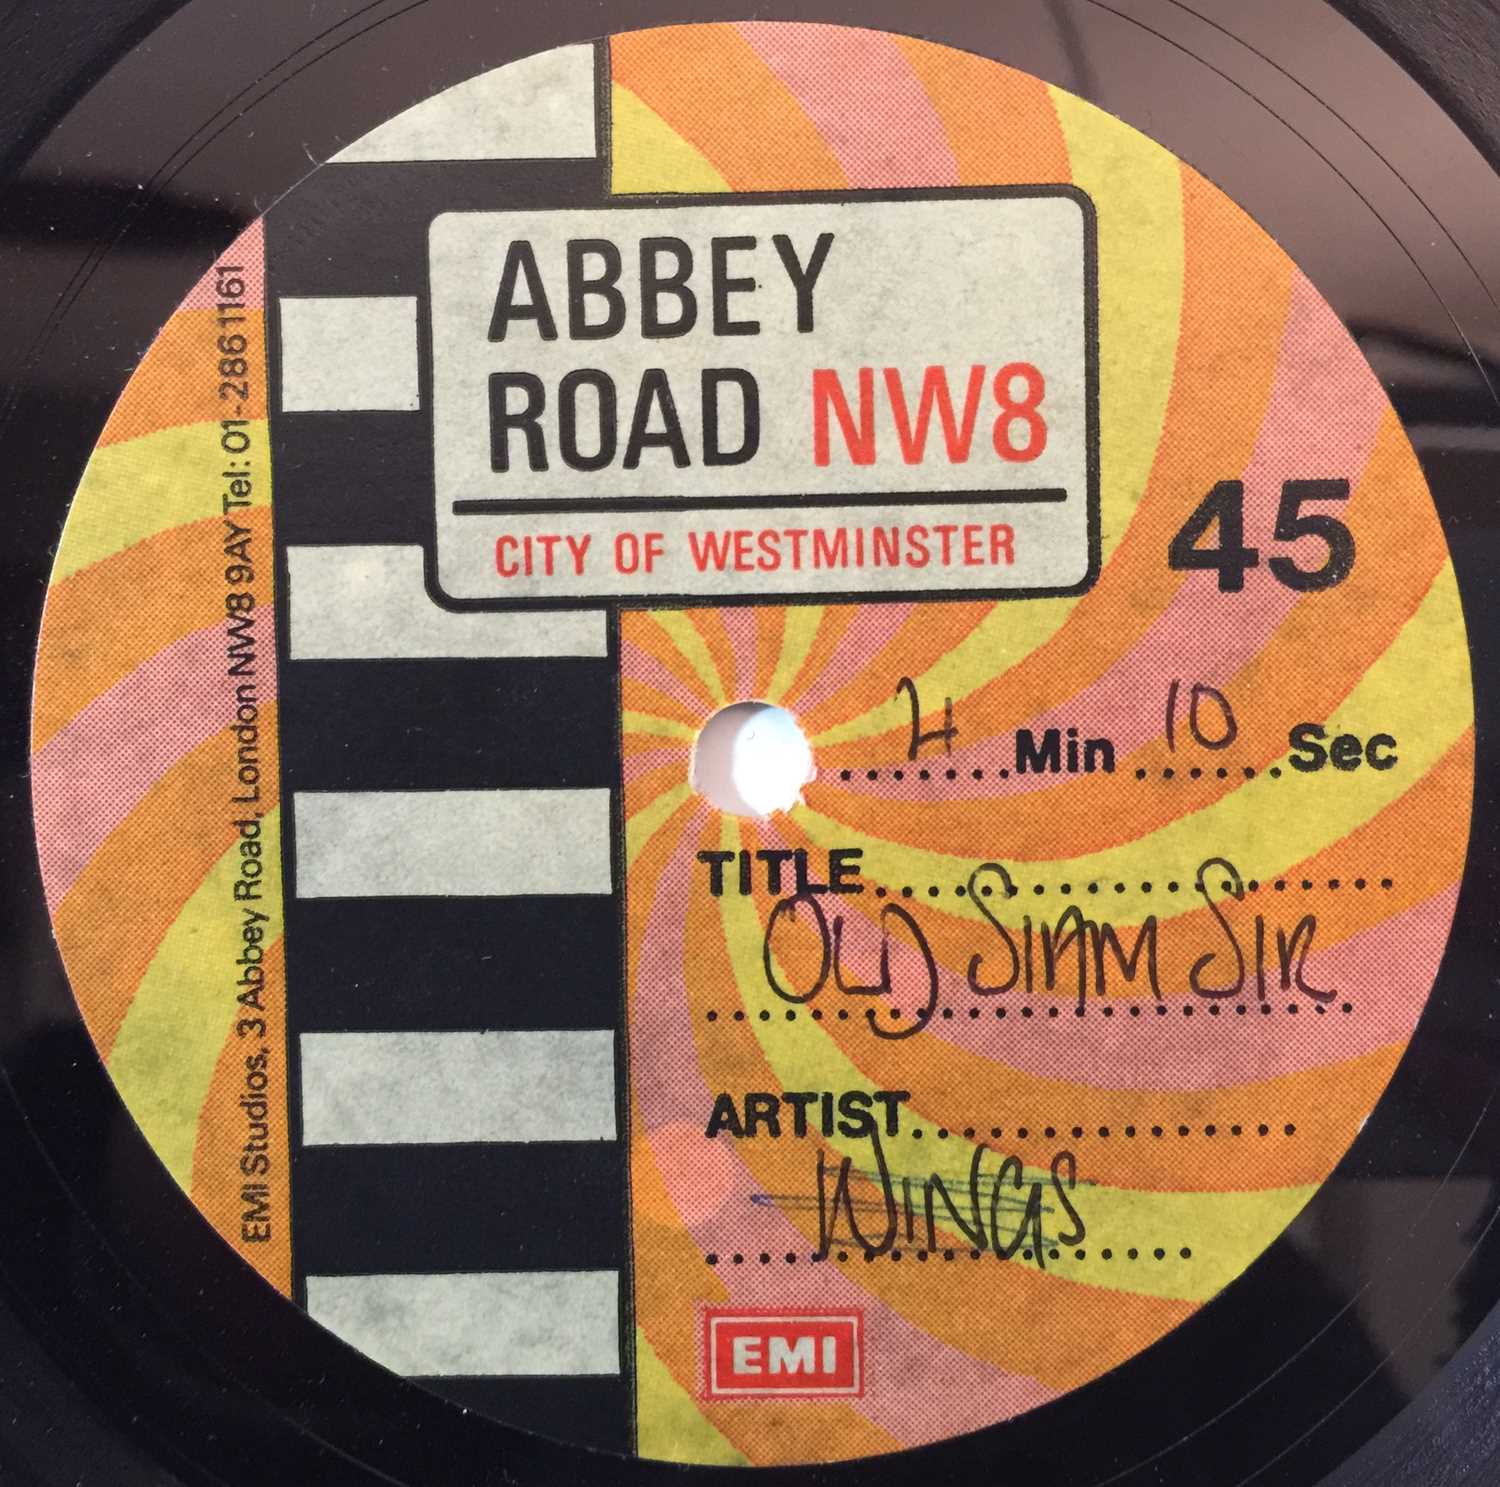 ABBEY
ROAD NW8
CITY OF WESTMINSTER
45
4 Min 10 Sec
TITLE
OLD SIAM SIR
ARTIST
WINGS
EMI
EMI Studios, 3 Abbey Road, London NW8 9AY Tel: 01-2861161